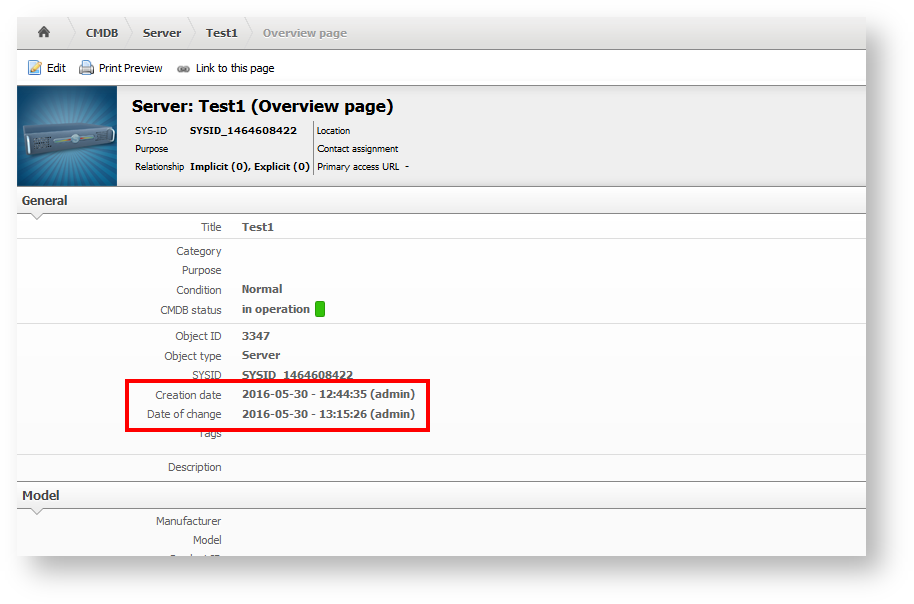 CMDB Server Test1 Overview page
Edit Print Preview Link to this page
Server: Test1 (Overview page)
SYS-ID SYSID_1464608422 Location
Purpose Contact assignment
Relationship Implicit (0), Explicit (0) Primary access URL -
General
Title Test1
Category
Purpose
Condition Normal
CMDB status in operation
Object ID 3347
Object type Server
SYSID SYSID_1464608422
Creation date 2016-05-30 - 12:44:35 (admin)
Date of change 2016-05-30 - 13:15:26 (admin)
Tags
Description
Model
Manufacturer
Model